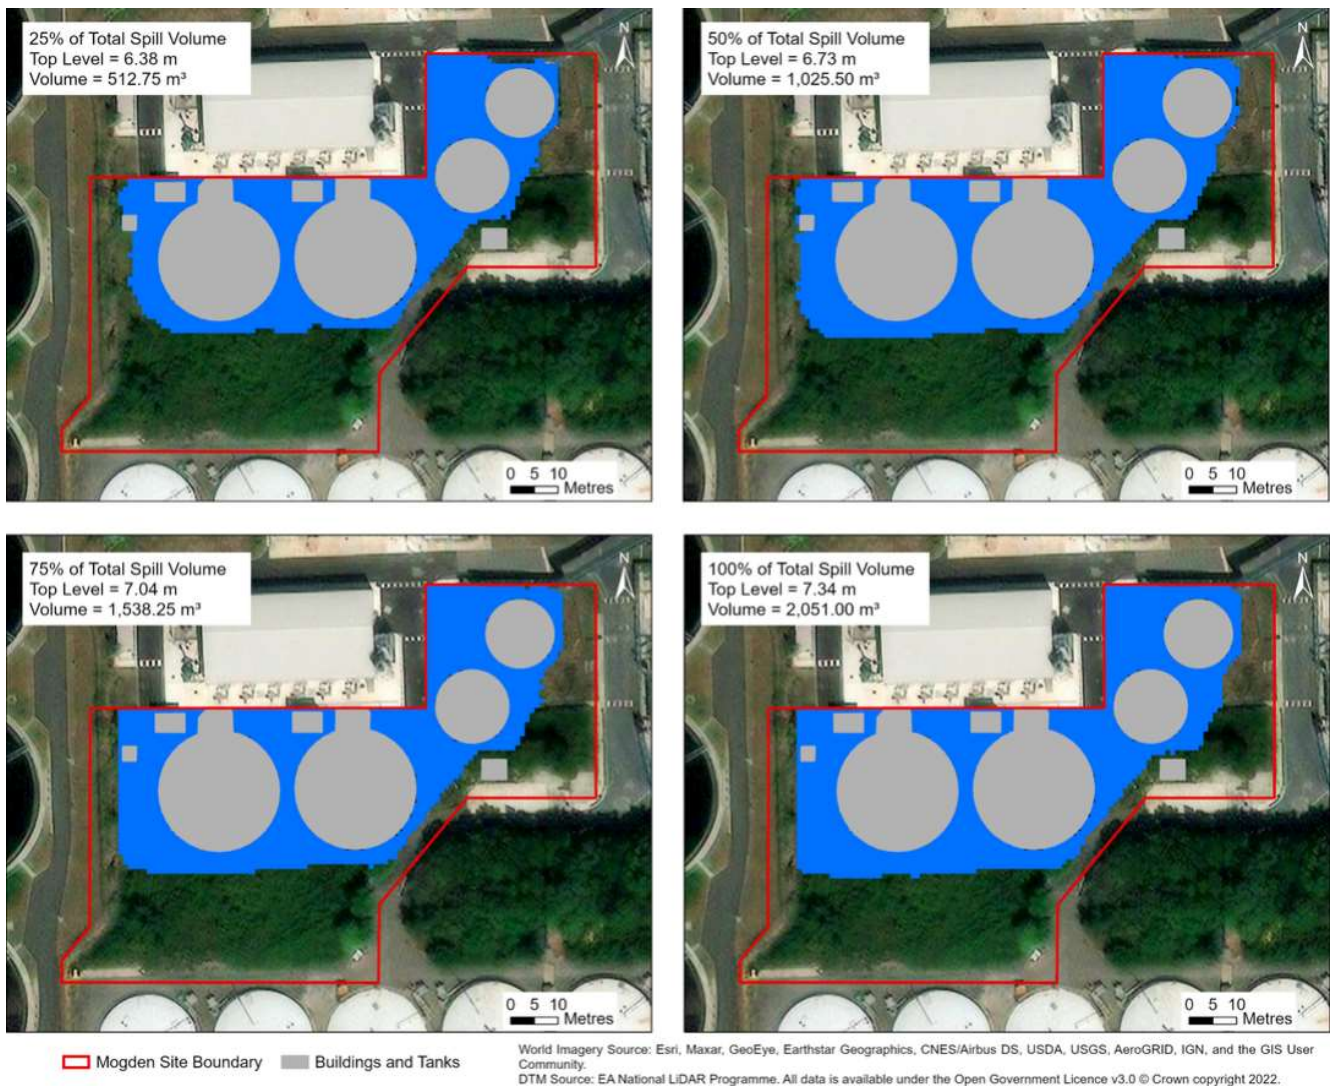 25% of Total Spill Volume
Top Level = 6.38 m
Volume = 512.75 m³
N
0 5 10
Metres
50% of Total Spill Volume
Top Level = 6.73 m
Volume = 1,025.50 m³
N
0 5 10
Metres
75% of Total Spill Volume
Top Level = 7.04 m
Volume = 1,538.25 m³
N
0 5 10
Metres
100% of Total Spill Volume
Top Level = 7.34 m
Volume = 2,051.00 m³
N
0 5 10
Metres
Mogden Site Boundary
Buildings and Tanks
World Imagery Source: Esri, Maxar, GeoEye, Earthstar Geographics, CNES/Airbus DS, USDA, USGS, AeroGRID, IGN, and the GIS User
Community.
DTM Source: EA National LiDAR Programme. All data is available under the Open Government Licence v3.0 © Crown copyright 2022.